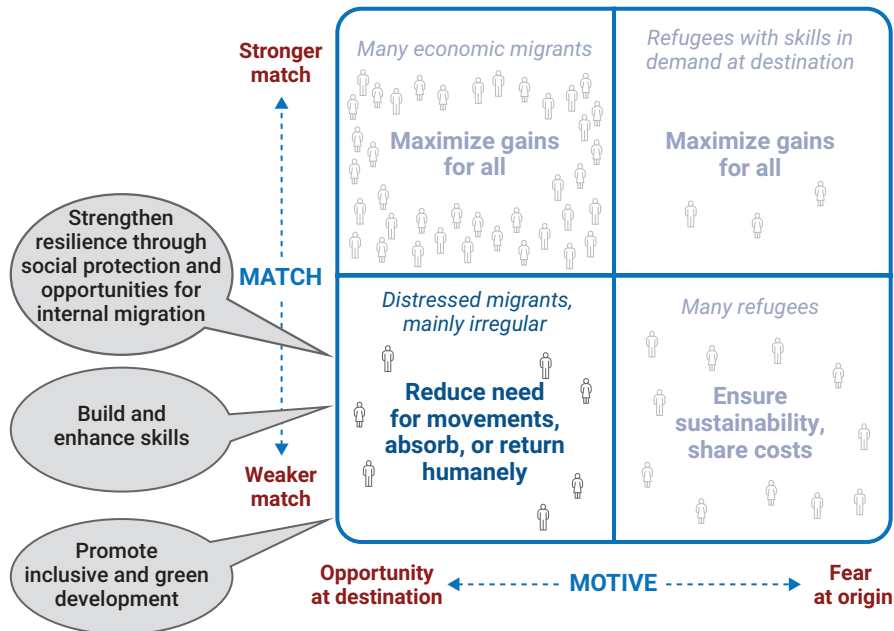 Stronger
match
MATCH
Weaker
match
Strengthen
resilience through
social protection and
opportunities for
internal migration
Build and
enhance skills
Promote
inclusive and green
development
Many economic migrants
Maximize gains
for all
Refugees with skills in
demand at destination
Maximize gains
for all
Distressed migrants,
mainly irregular
Reduce need
for movements,
absorb, or return
humanely
Many refugees
Ensure
sustainability,
share costs
Opportunity
at destination
MOTIVE
Fear
at origin